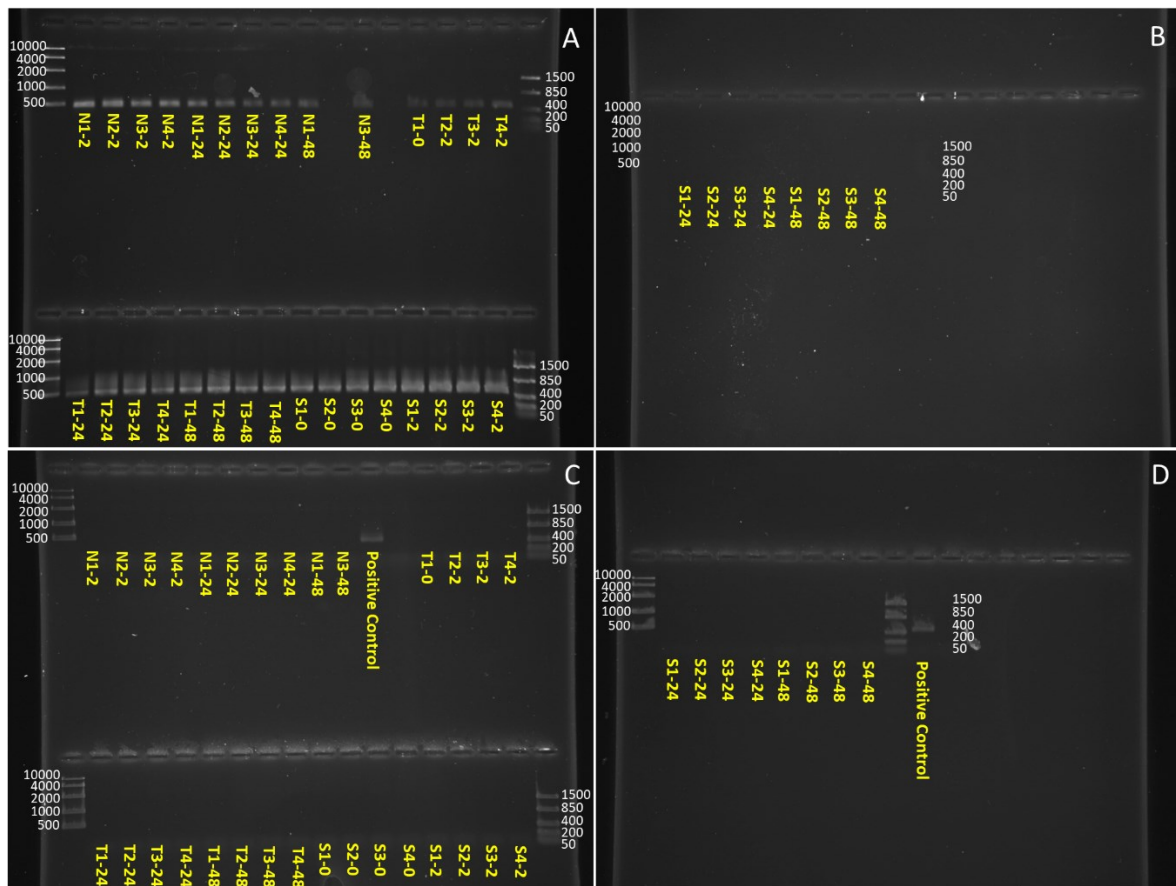 A
10000
4000
2000
1000
500
1500
850
400
200
50
N1-2
N2-2
N3-2
N4-2
N1-24
N2-24
N3-24
N4-24
N1-48
N3-48
T1-0
T2-2
T3-2
T4-2
10000
4000
2000
1000
500
1500
850
400
200
50
T1-24
T2-24
T3-24
T4-24
T1-48
T2-48
T3-48
T4-48
S1-0
S2-0
S3-0
S4-0
S1-2
S2-2
S3-2
S4-2
B
10000
4000
2000
1000
500
1500
850
400
200
50
S1-24
S2-24
S3-24
S4-24
S1-48
S2-48
S3-48
S4-48
C
10000
4000
2000
1000
500
1500
850
400
200
50
N1-2
N2-2
N3-2
N4-2
N1-24
N2-24
N3-24
N4-24
N1-48
N3-48
Positive Control
T1-0
T2-2
T3-2
T4-2
10000
4000
2000
1000
500
1500
850
400
200
50
T1-24
T2-24
T3-24
T4-24
T1-48
T2-48
T3-48
T4-48
S1-0
S2-0
S3-0
S4-0
S1-2
S2-2
S3-2
S4-2
D
10000
4000
2000
1000
500
1500
850
400
200
50
S1-24
S2-24
S3-24
S4-24
S1-48
S2-48
S3-48
S4-48
Positive Control